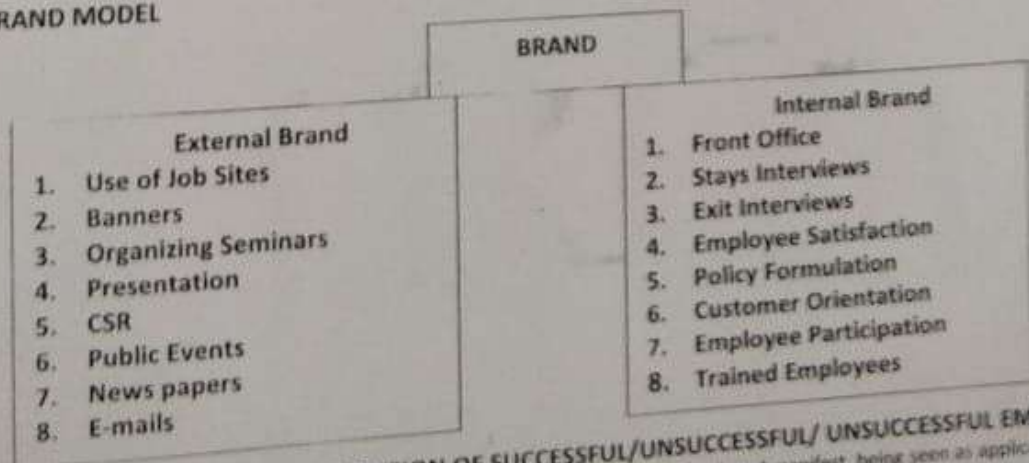 RAND MODEL
BRAND
External Brand
1. Use of Job Sites
2. Banners
3. Organizing Seminars
4. Presentation
5. CSR
6. Public Events
7. News papers
8. E-mails
Internal Brand
1. Front Office
2. Stays Interviews
3. Exit Interviews
4. Employee Satisfaction
5. Policy Formulation
6. Customer Orientation
7. Employee Participation
8. Trained Employees
OF SUCCESSFUL/UNSUCCESSFUL/ UNSUCCESSFUL EM
being seen as applic